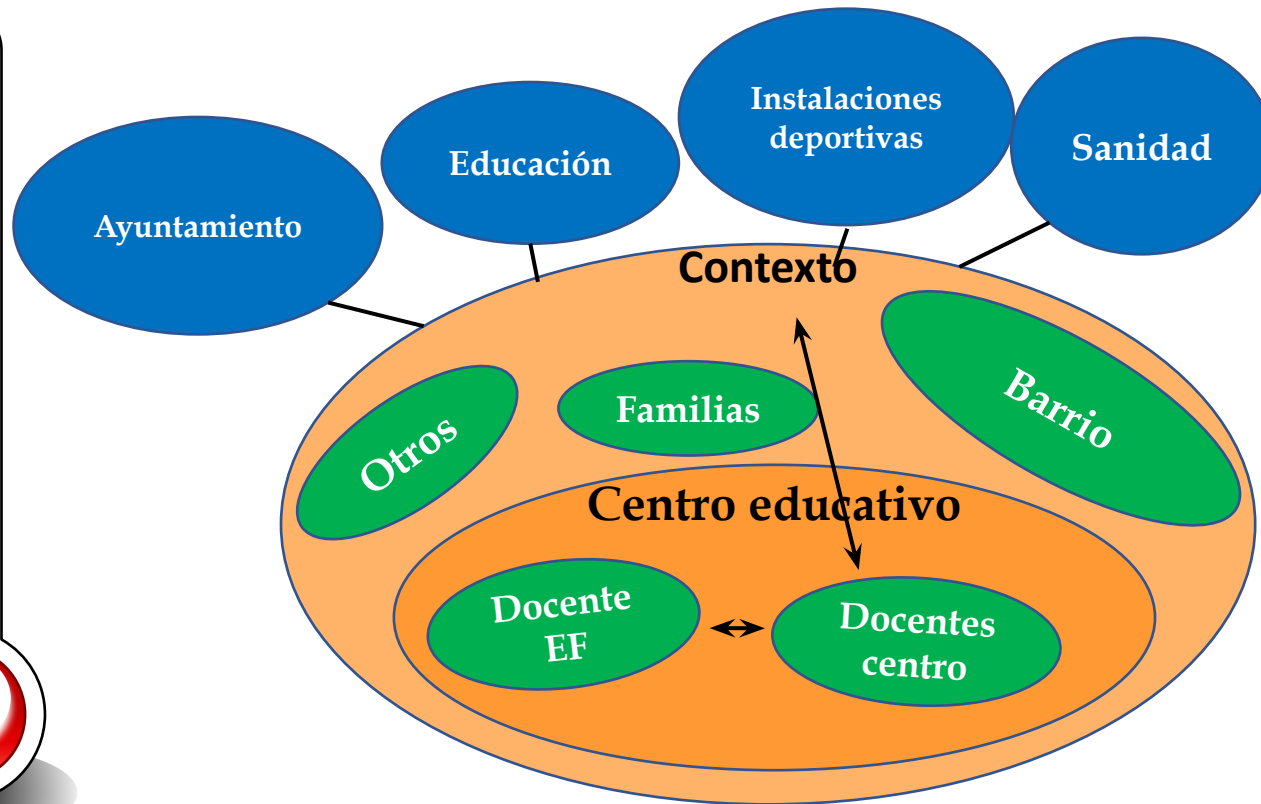 Instalaciones
deportivas
Sanidad
Educación
Ayuntamiento
Contexto
Barrio
Familias
Otros
Centro educativo
Docente
EF
Docentes
centro